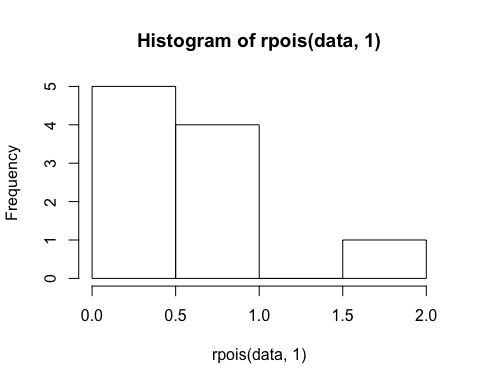 Histogram of rpois(data, 1)
Frequency
5
4
3
2
1
0
0.0 0.5 1.0 1.5 2.0
rpois(data, 1)